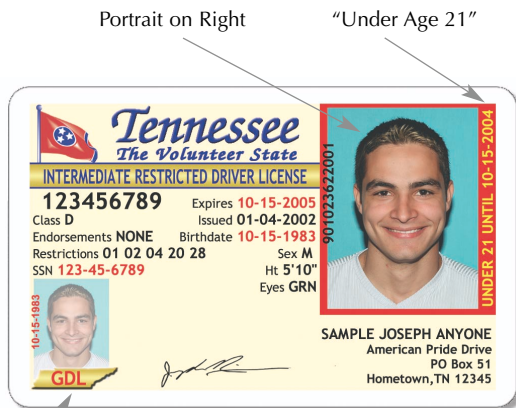 Portrait on Right
“Under Age 21”
Tennessee
The Volunteer State
INTERMEDIATE RESTRICTED DRIVER LICENSE
123456789
Expires 10-15-2005
Class D
Issued 01-04-2002
Endorsements NONE
Birthdate 10-15-1983
Restrictions 01 02 04 20 28
Sex M
SSN 123-45-6789
Ht 5'10"
Eyes GRN
901023622001
UNDER 21 UNTIL 10-15-2004
10-15-1983
GDL
SAMPLE JOSEPH ANYONE
American Pride Drive
PO Box 51
Hometown,TN 12345